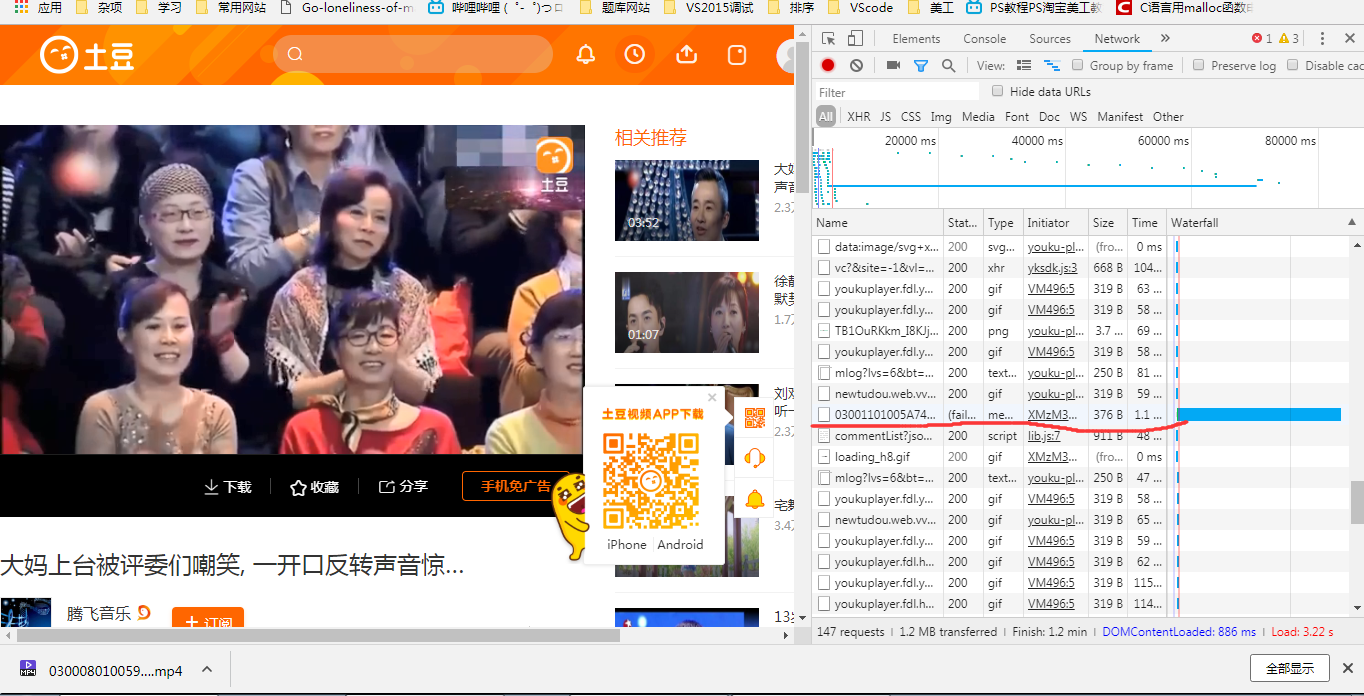 应用 杂项 学习 常用网站 Go-loneliness-of-m 哔哩哔哩 ( ゜- ゜)つロ 题库网站 VS2015调试 排序 VScode 美工 PS教程PS淘宝美工教 C语言用malloc函数
土豆
土豆
下载 收藏 分享 手机免广告
大妈上台被评委们嘲笑, 一开口反转声音惊...
腾飞音乐
订阅
相关推荐
03:52
大妈
声音
2.3万
01:07
徐静
默契
1.7万
刘欢
听一
2.3万
宅舞
3.4万
13岁
土豆视频APP下载
iPhone Android
Elements Console Sources Network » 1 3
View: Group by frame Preserve log Disable cac
Filter Hide data URLs
All XHR JS CSS Img Media Font Doc WS Manifest Other
20000 ms 40000 ms 60000 ms 80000 ms
Name Stat... Type Initiator Size Time Waterfall
data:image/svg+x... 200 svg... youku-pl... (fro... 0 ms
vc?&site=-1&vl=... 200 xhr yksdk.js:3 668 B 104...
youkuplayer.fdl.y... 200 gif VM496:5 319 B 63 ...
youkuplayer.fdl.y... 200 gif VM496:5 319 B 58 ...
TB1OuRKkm_I8KJj... 200 png youku-pl... 3.7 ... 69 ...
youkuplayer.fdl.y... 200 gif VM496:5 319 B 58 ...
mlog?lvs=6&bt=... 200 text... youku-pl... 250 B 81 ...
newtudou.web.vv... 200 gif youku-pl... 319 B 59 ...
03001101005A74... (fail... me... XMzM3... 376 B 1.1 ...
commentList?jso... 200 script lib.js:7 911 B 48 ...
loading_h8.gif 200 gif XMzM3... (fro... 0 ms
mlog?lvs=6&bt=... 200 text... youku-pl... 250 B 47 ...
youkuplayer.fdl.y... 200 gif VM496:5 319 B 58 ...
newtudou.web.vv... 200 gif youku-pl... 319 B 65 ...
youkuplayer.fdl.y... 200 gif VM496:5 319 B 59 ...
youkuplayer.fdl.h... 200 gif VM496:5 319 B 62 ...
youkuplayer.fdl.y... 200 gif VM496:5 319 B 115...
youkuplayer.fdl.h... 200 gif VM496:5 319 B 114...
147 requests 1.2 MB transferred Finish: 1.2 min DOMContentLoaded: 886 ms Load: 3.22 s
MP4 030008010059....mp4 全部显示